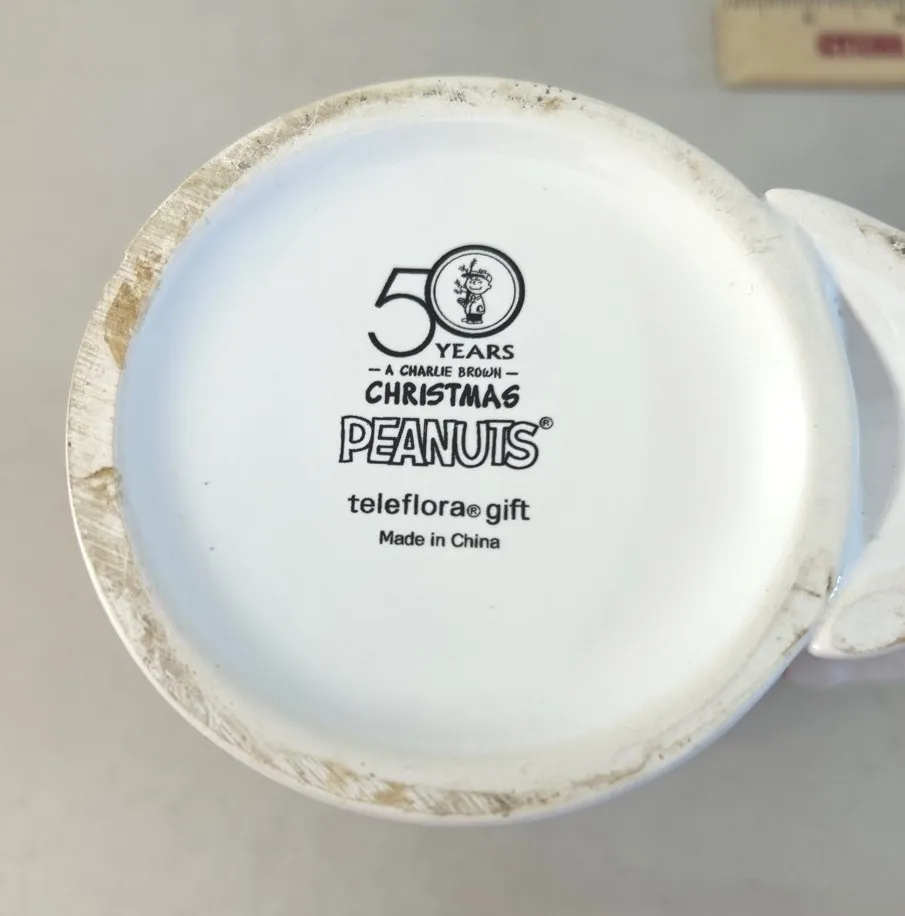 50
YEARS
— A CHARLIE BROWN —
CHRISTMAS
PEANUTS®
teleflora® gift
Made in China